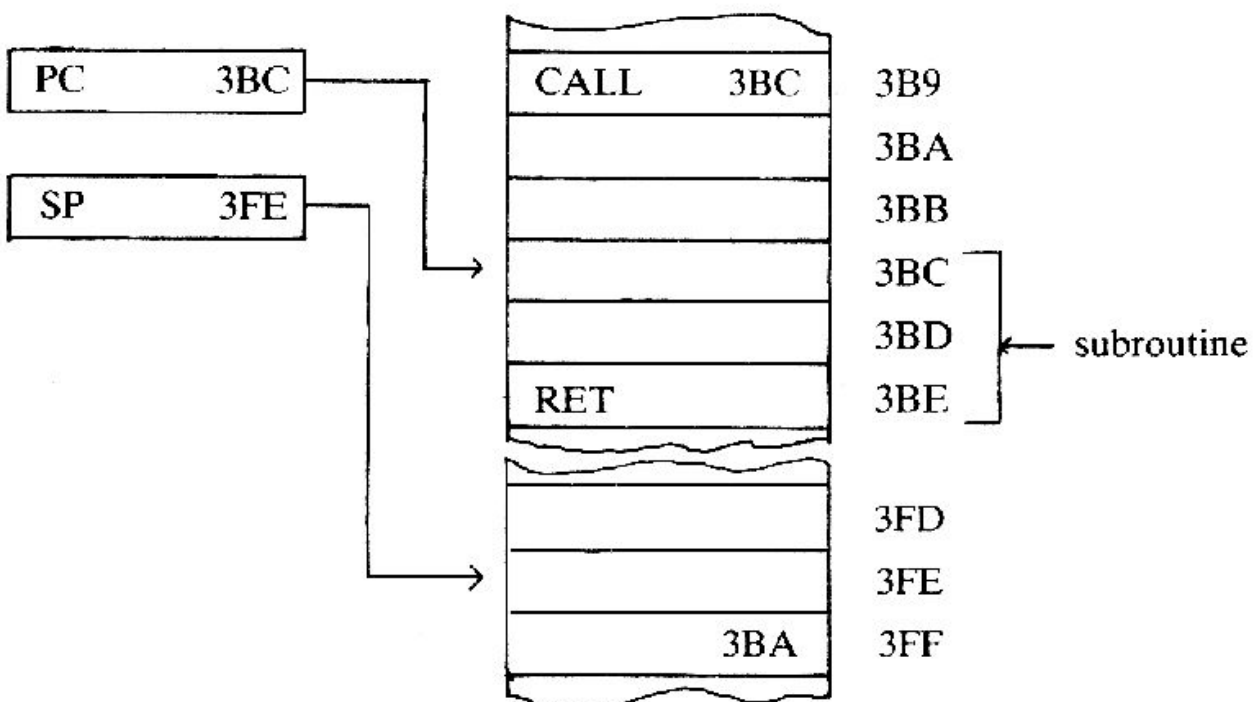 PC 3BC
SP 3FE
CALL 3BC 3B9
3BA
3BB
3BC
3BD
subroutine
RET 3BE
3FD
3FE
3BA 3FF